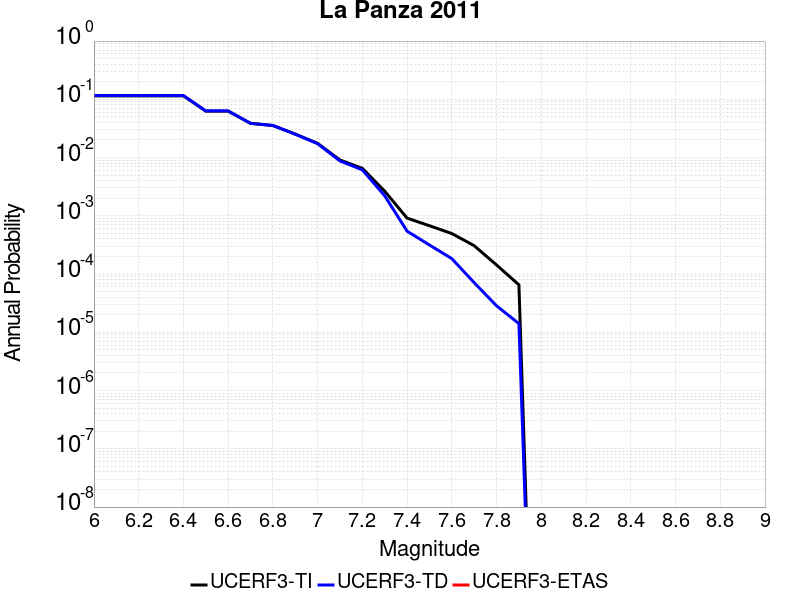 La Panza 2011
10^0
10^-1
10^-2
10^-3
10^-4
10^-5
10^-6
10^-7
10^-8
Annual Probability
6 6.2 6.4 6.6 6.8 7 7.2 7.4 7.6 7.8 8 8.2 8.4 8.6 8.8 9
Magnitude
UCERF3-TI UCERF3-TD UCERF3-ETAS